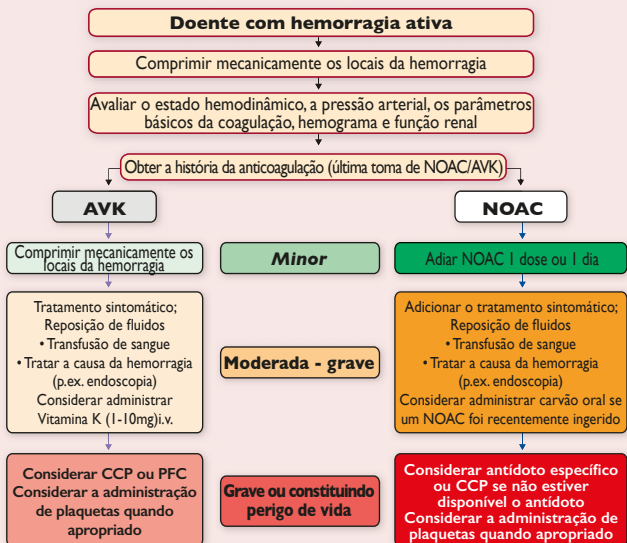 Doente com hemorragia ativa
Comprimir mecanicamente os locais da hemorragia
Avaliar o estado hemodinâmico, a pressão arterial, os parâmetros
básicos da coagulação, hemograma e função renal
Obter a história da anticoagulação (última toma de NOAC/AVK)
AVK
NOAC
Comprimir mecanicamente os
locais da hemorragia
Minor
Adiar NOAC 1 dose ou 1 dia
Tratamento sintomático;
Reposição de fluidos
• Transfusão de sangue
• Tratar a causa da hemorragia
(p.ex. endoscopia)
Considerar administrar
Vitamina K (1-10mg)i.v.
Moderada - grave
Adicionar o tratamento sintomático;
Reposição de fluidos
• Transfusão de sangue
• Tratar a causa da hemorragia
(p.ex. endoscopia)
Considerar administrar carvão oral se
um NOAC foi recentemente ingerido
Considerar CCP ou PFC
Considerar a administração
de plaquetas quando
apropriado
Grave ou constituindo
perigo de vida
Considerar antídoto específico
ou CCP se não estiver
disponível o antídoto
Considerar a administração de
plaquetas quando apropriado